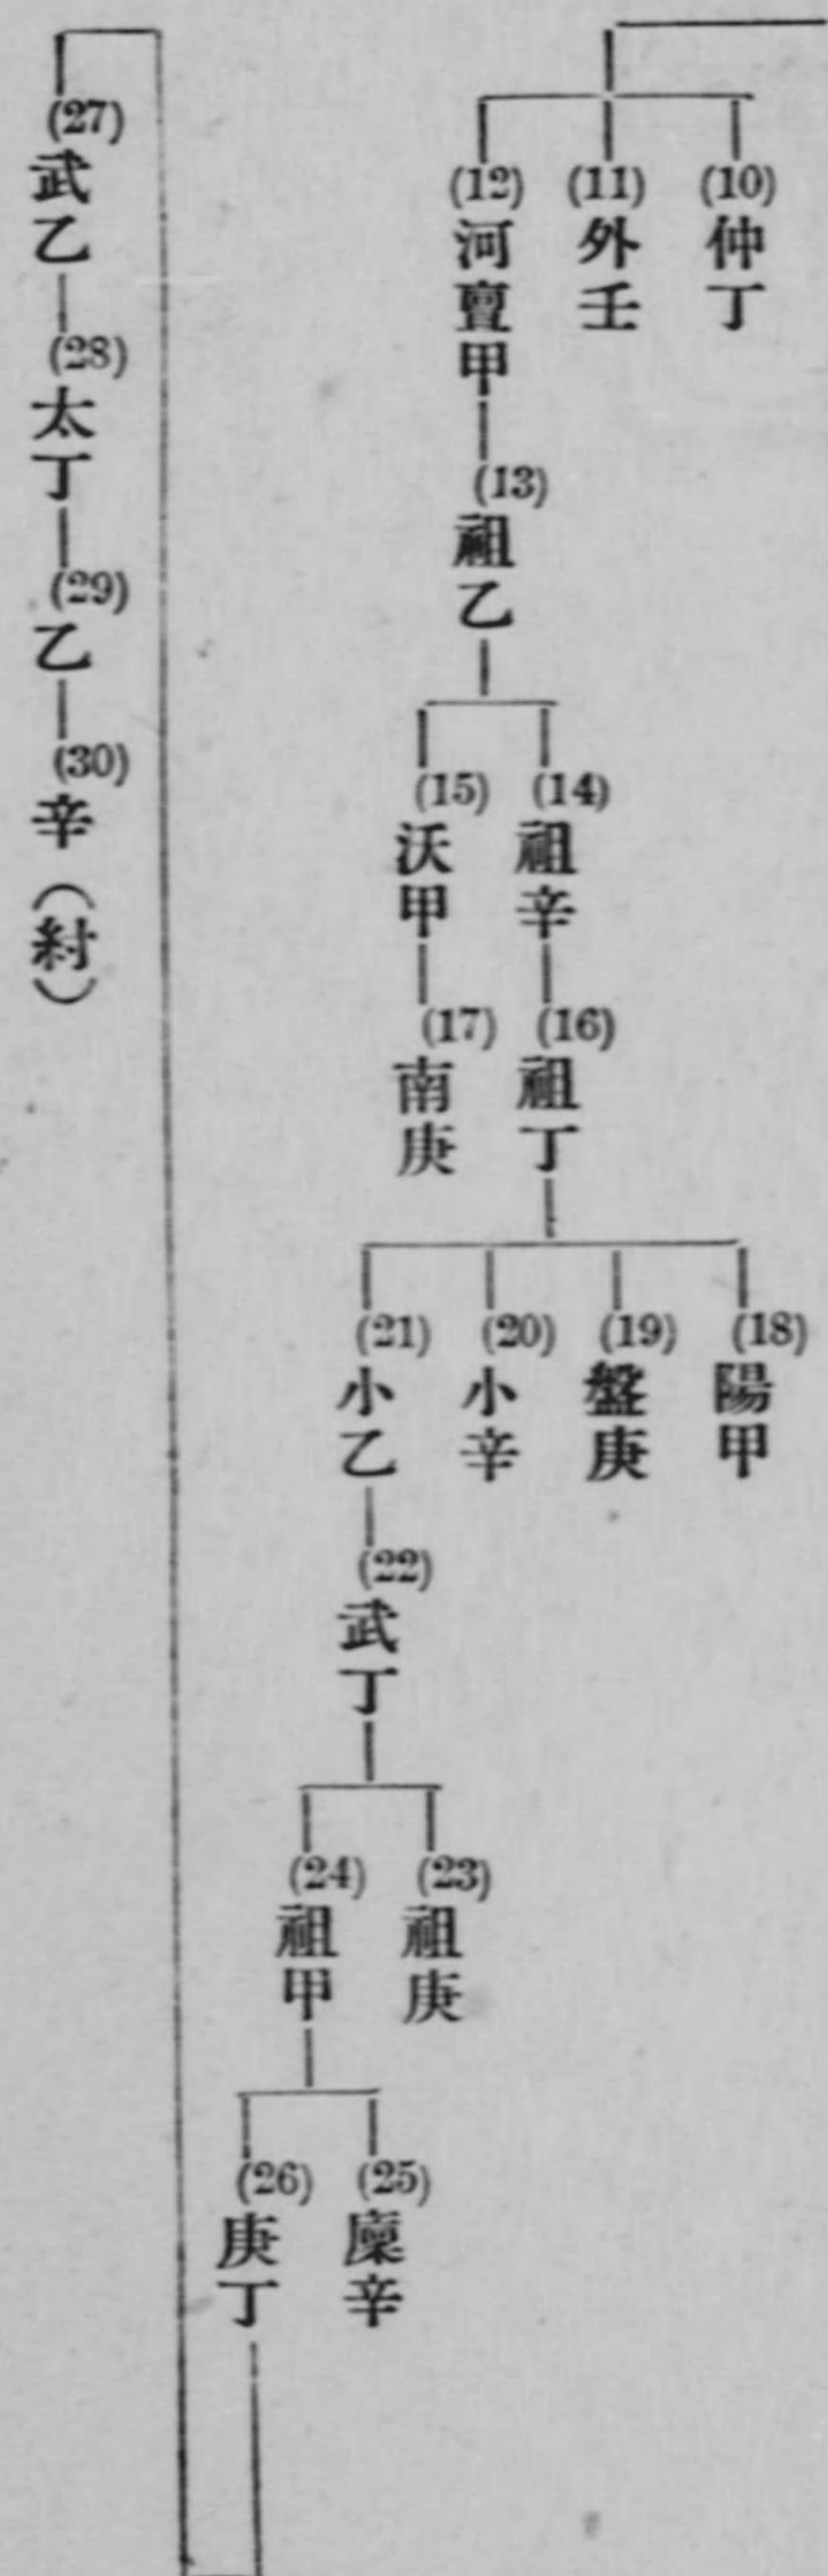 (10)仲丁
(11)外壬
(12)河亶甲
(13)祖乙
(14)祖辛
(15)沃甲
(16)祖丁
(17)南庚
(18)陽甲
(19)盤庚
(20)小辛
(21)小乙
(22)武丁
(23)祖庚
(24)祖甲
(25)廩辛
(26)庚丁
(27)武乙
(28)太丁
(29)乙
(30)辛（紂）